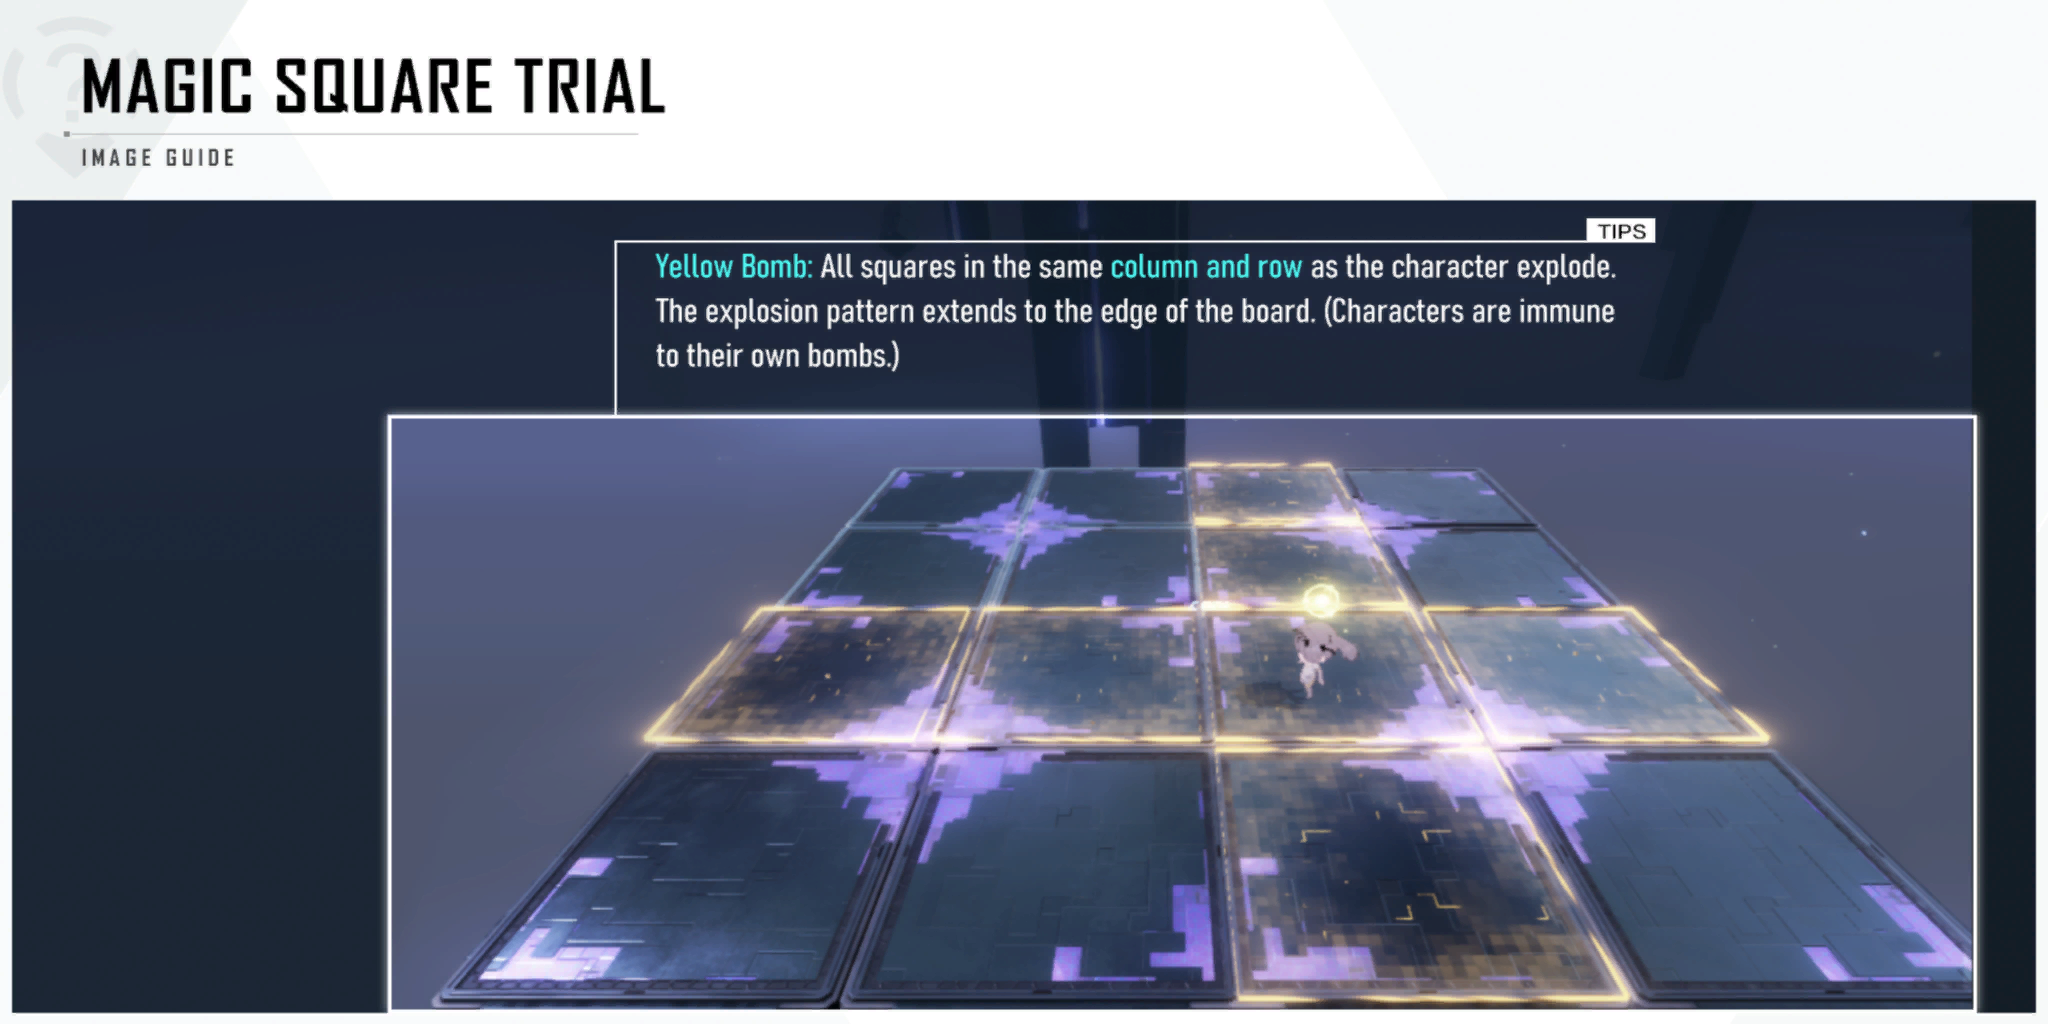 MAGIC SQUARE TRIAL
IMAGE GUIDE
TIPS
Yellow Bomb: All squares in the same column and row as the character explode.
The explosion pattern extends to the edge of the board. (Characters are immune
to their own bombs.)